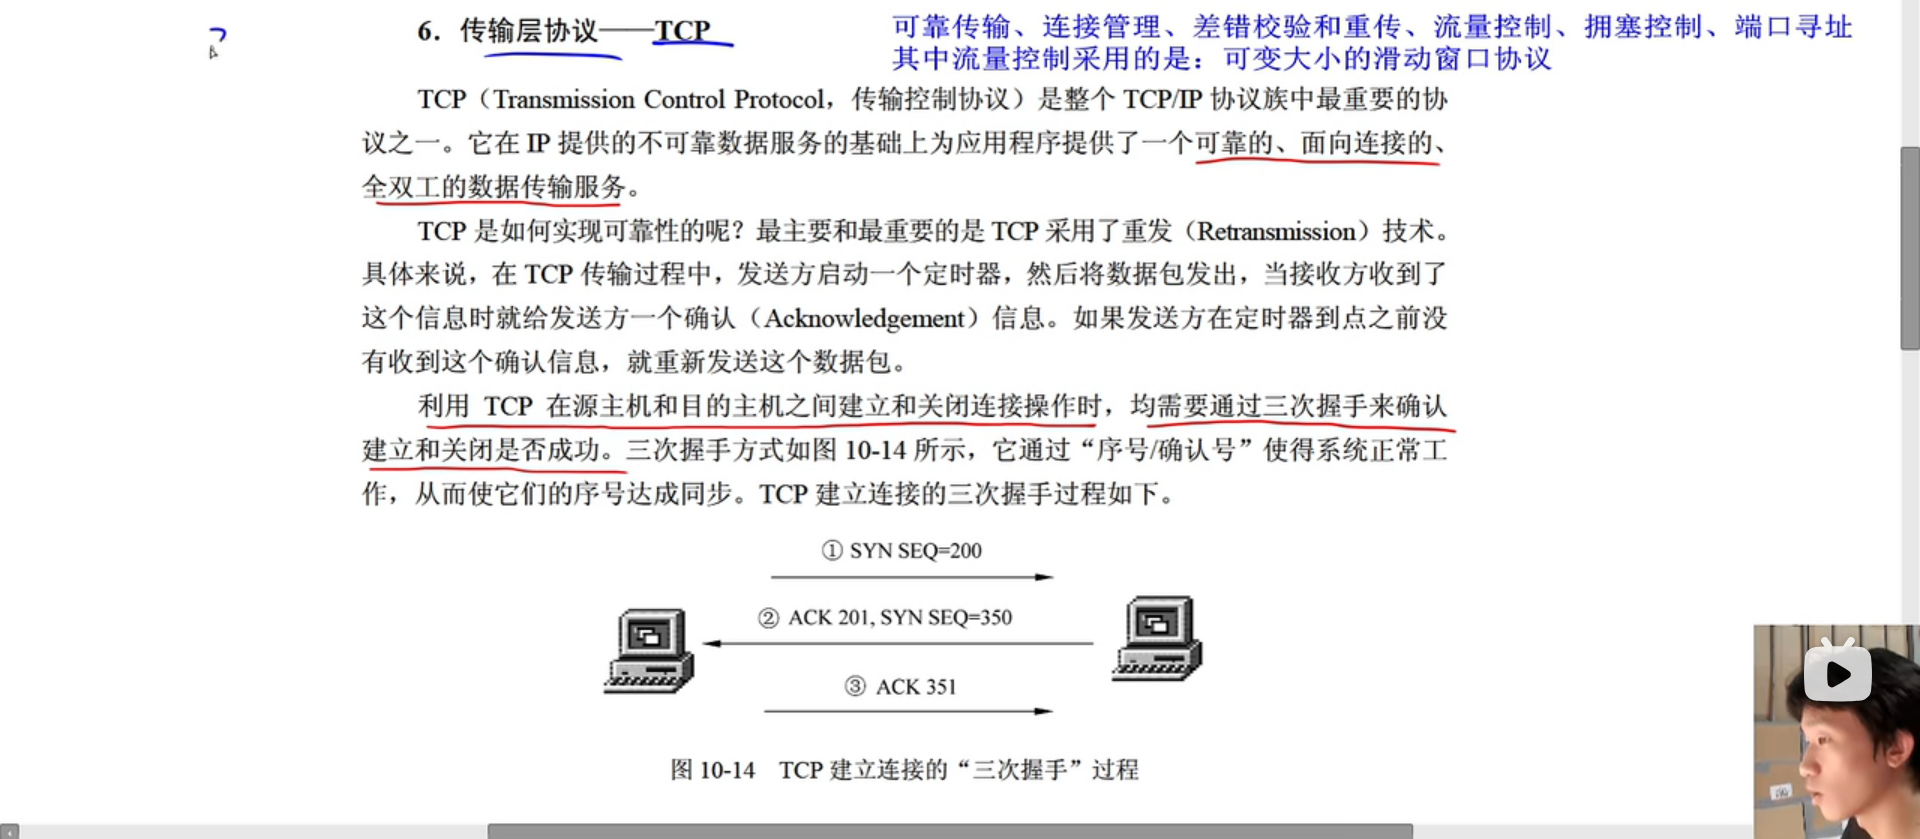 6. 传输层协议——TCP
可靠传输、连接管理、差错校验和重传、流量控制、拥塞控制、端口寻址
其中流量控制采用的是：可变大小的滑动窗口协议
TCP（Transmission Control Protocol，传输控制协议）是整个 TCP/IP 协议族中最重要的协
议之一。它在 IP 提供的不可靠数据服务的基础上为应用程序提供了一个可靠的、面向连接的、
全双工的数据传输服务。
TCP 是如何实现可靠性的呢？最主要和最重要的是 TCP 采用了重发（Retransmission）技术。
具体来说，在 TCP 传输过程中，发送方启动一个定时器，然后将数据包发出，当接收方收到了
这个信息时就给发送方一个确认（Acknowledgement）信息。如果发送方在定时器到点之前没
有收到这个确认信息，就重新发送这个数据包。
利用 TCP 在源主机和目的主机之间建立和关闭连接操作时，均需要通过三次握手来确认
建立和关闭是否成功。三次握手方式如图 10-14 所示，它通过“序号/确认号”使得系统正常工
作，从而使它们的序号达成同步。TCP 建立连接的三次握手过程如下。
① SYN SEQ=200
② ACK 201, SYN SEQ=350
③ ACK 351
图 10-14 TCP 建立连接的“三次握手”过程